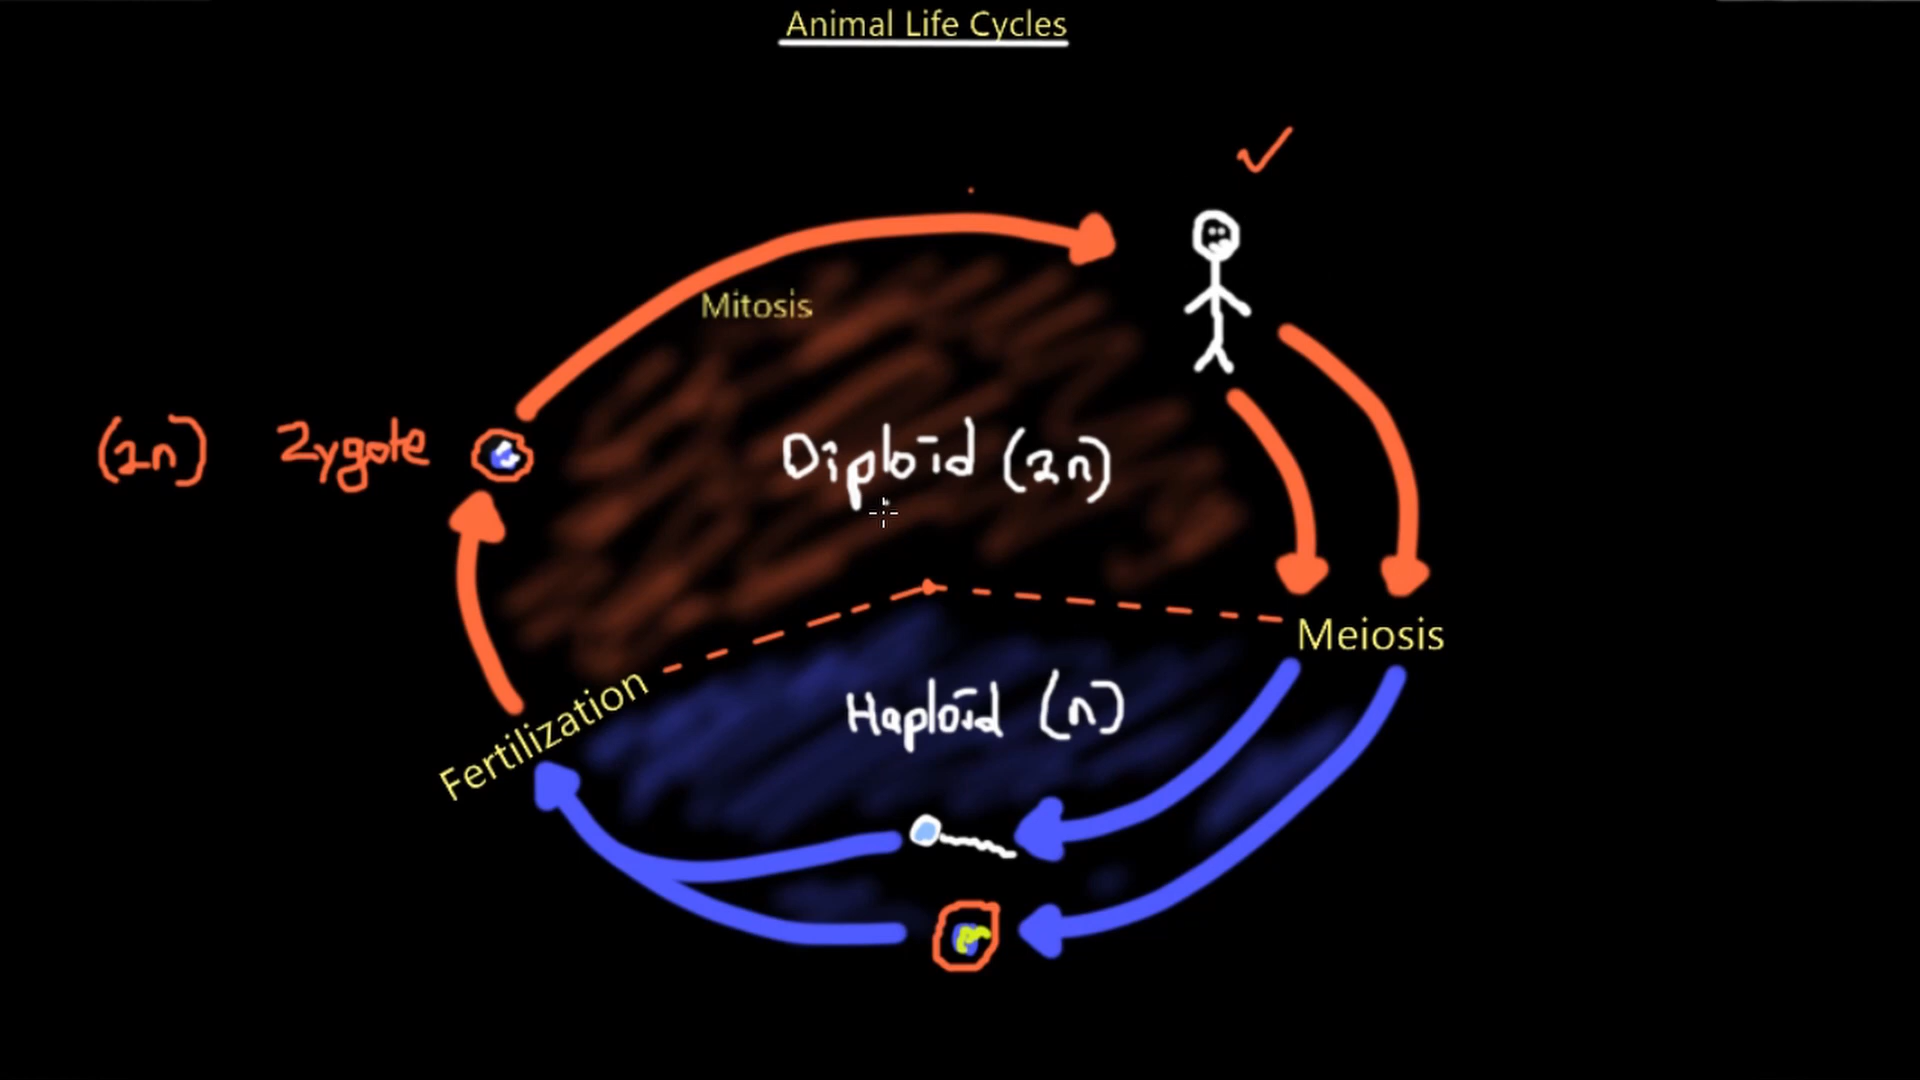 Animal Life Cycles
Mitosis
(2n) Zygote
Diploid (2n)
Meiosis
Haploid (n)
Fertilization